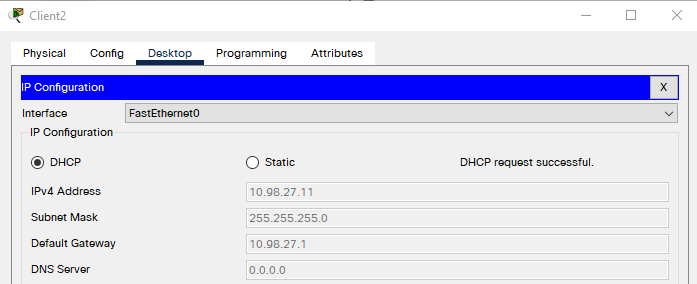 Client2
Physical Config Desktop Programming Attributes
IP Configuration X
Interface FastEthernet0
IP Configuration
DHCP Static DHCP request successful.
IPv4 Address 10.98.27.11
Subnet Mask 255.255.255.0
Default Gateway 10.98.27.1
DNS Server 0.0.0.0